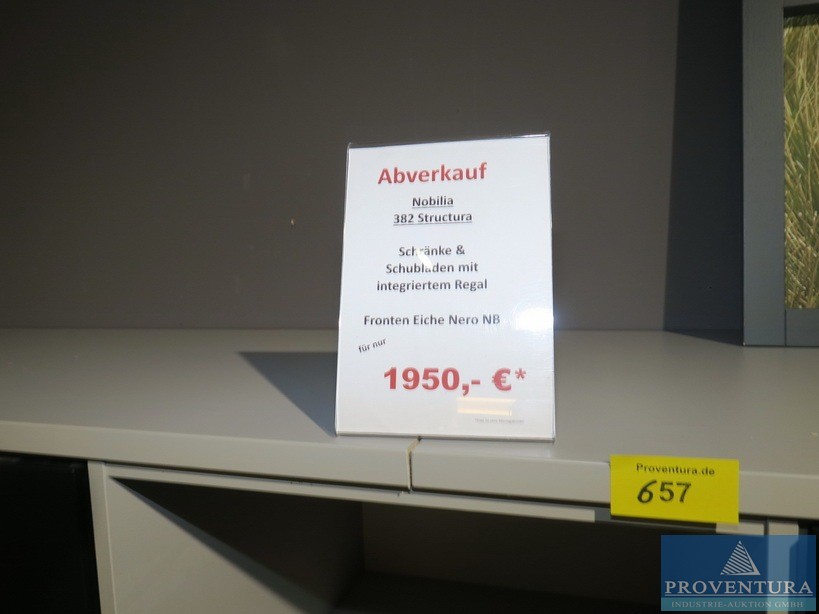 Abverkauf
Nobilia
382 Structura
Schränke &
Schubladen mit
integriertem Regal
Fronten Eiche Nero NB
für nur
1950,- €*
Proventura.de
657
PROVENTURA
INDUSTRIE-AUKTION GMBH